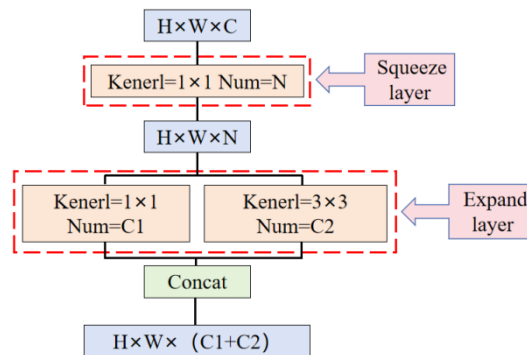 H×W×C
Kenerl=1×1 Num=N
Squeeze
layer
H×W×N
Kenerl=1×1
Num=C1
Kenerl=3×3
Num=C2
Expand
layer
Concat
H×W×（C1+C2）